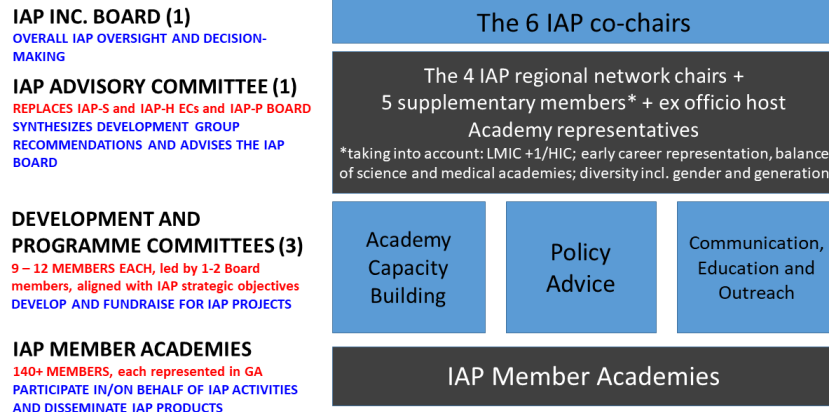 IAP INC. BOARD (1)
OVERALL IAP OVERSIGHT AND DECISION-
MAKING
The 6 IAP co-chairs
IAP ADVISORY COMMITTEE (1)
REPLACES IAP-S and IAP-H ECs and IAP-P BOARD
SYNTHESIZES DEVELOPMENT GROUP
RECOMMENDATIONS AND ADVISES THE IAP
BOARD
The 4 IAP regional network chairs +
5 supplementary members* + ex officio host
Academy representatives
*taking into account: LMIC +1/HIC; early career representation, balance
of science and medical academies; diversity incl. gender and generation
DEVELOPMENT AND
PROGRAMME COMMITTEES (3)
9 – 12 MEMBERS EACH, led by 1-2 Board
members, aligned with IAP strategic objectives
DEVELOP AND FUNDRAISE FOR IAP PROJECTS
Academy
Capacity
Building
Policy
Advice
Communication,
Education and
Outreach
IAP MEMBER ACADEMIES
140+ MEMBERS, each represented in GA
PARTICIPATE IN/ON BEHALF OF IAP ACTIVITIES
AND DISSEMINATE IAP PRODUCTS
IAP Member Academies